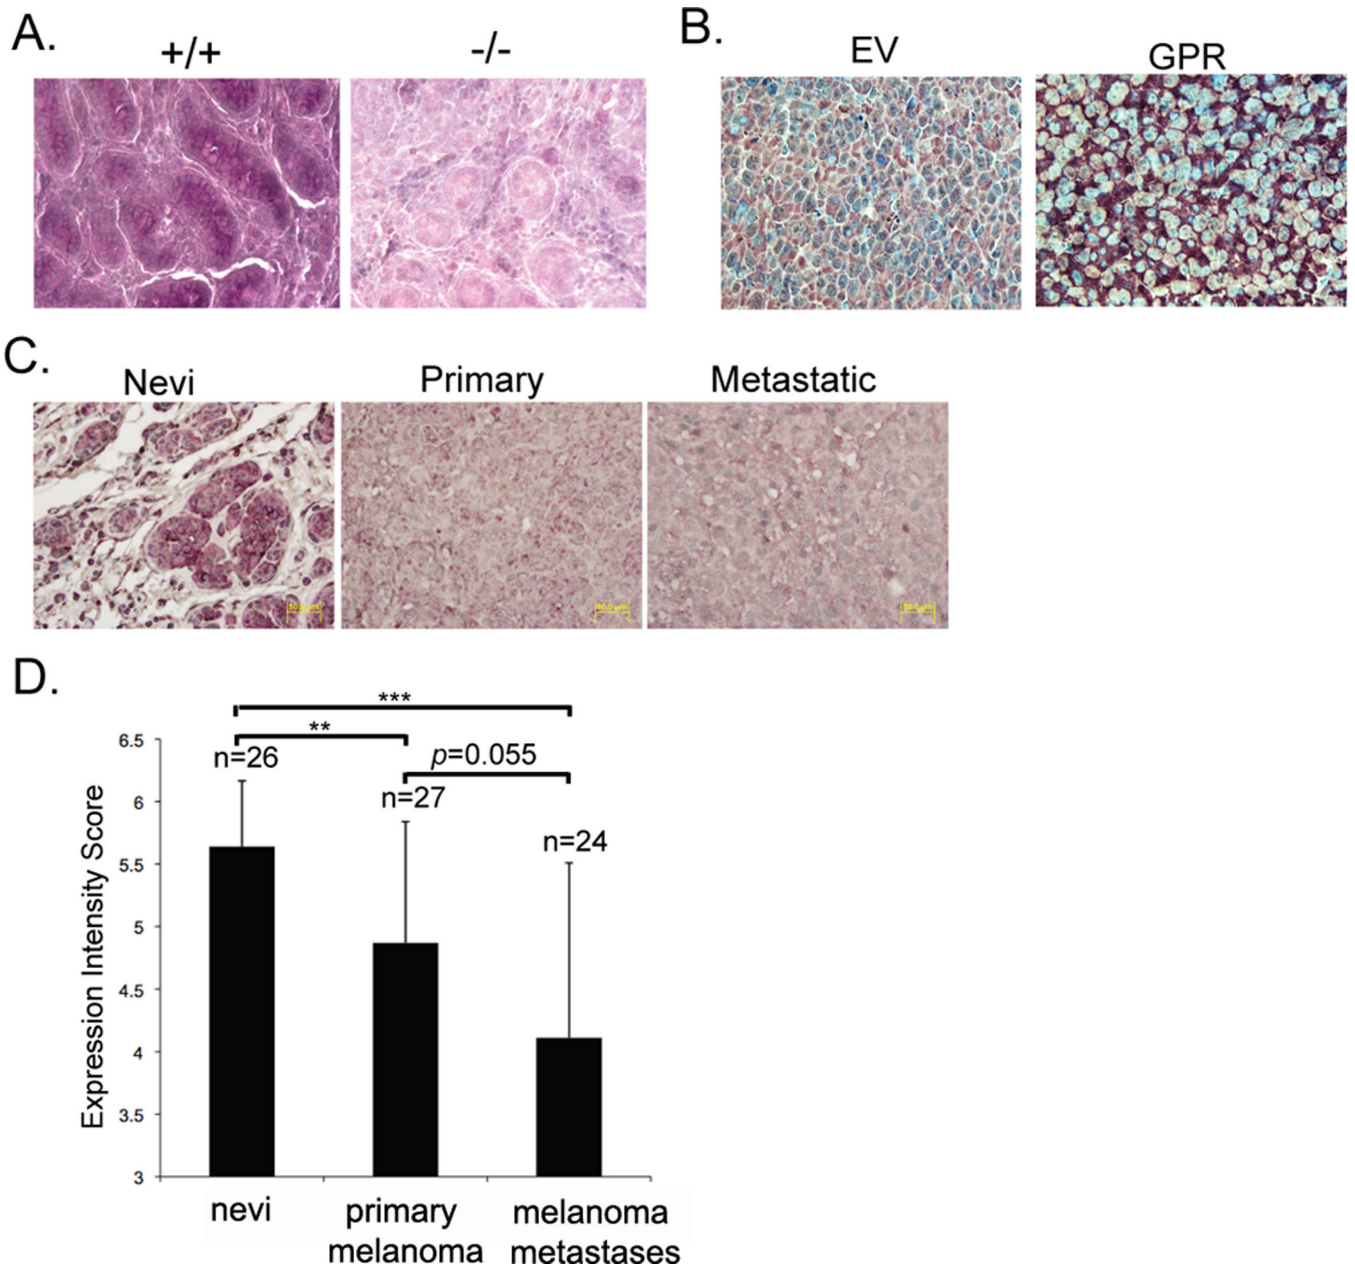 A.
+/+
-/-
B.
EV
GPR
C.
Nevi
Primary
Metastatic
D.
***
**
p=0.055
n=26
n=27
n=24
Expression Intensity Score
6.5
6
5.5
5
4.5
4
3.5
3
nevi
primary
melanoma
melanoma
metastases